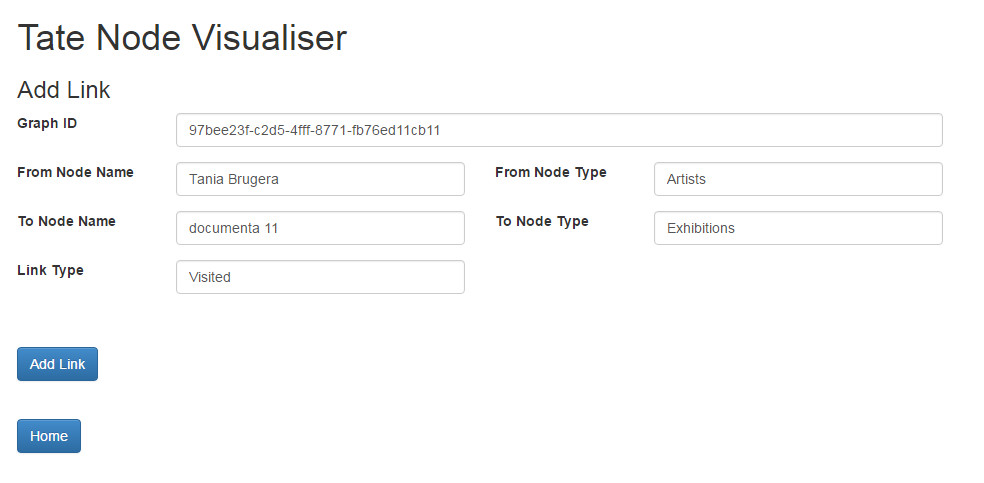 Tate Node Visualiser
Add Link
Graph ID 97bee23f-c2d5-4fff-8771-fb76ed11cb11
From Node Name Tania Brugera From Node Type Artists
To Node Name documenta 11 To Node Type Exhibitions
Link Type Visited
Add Link
Home